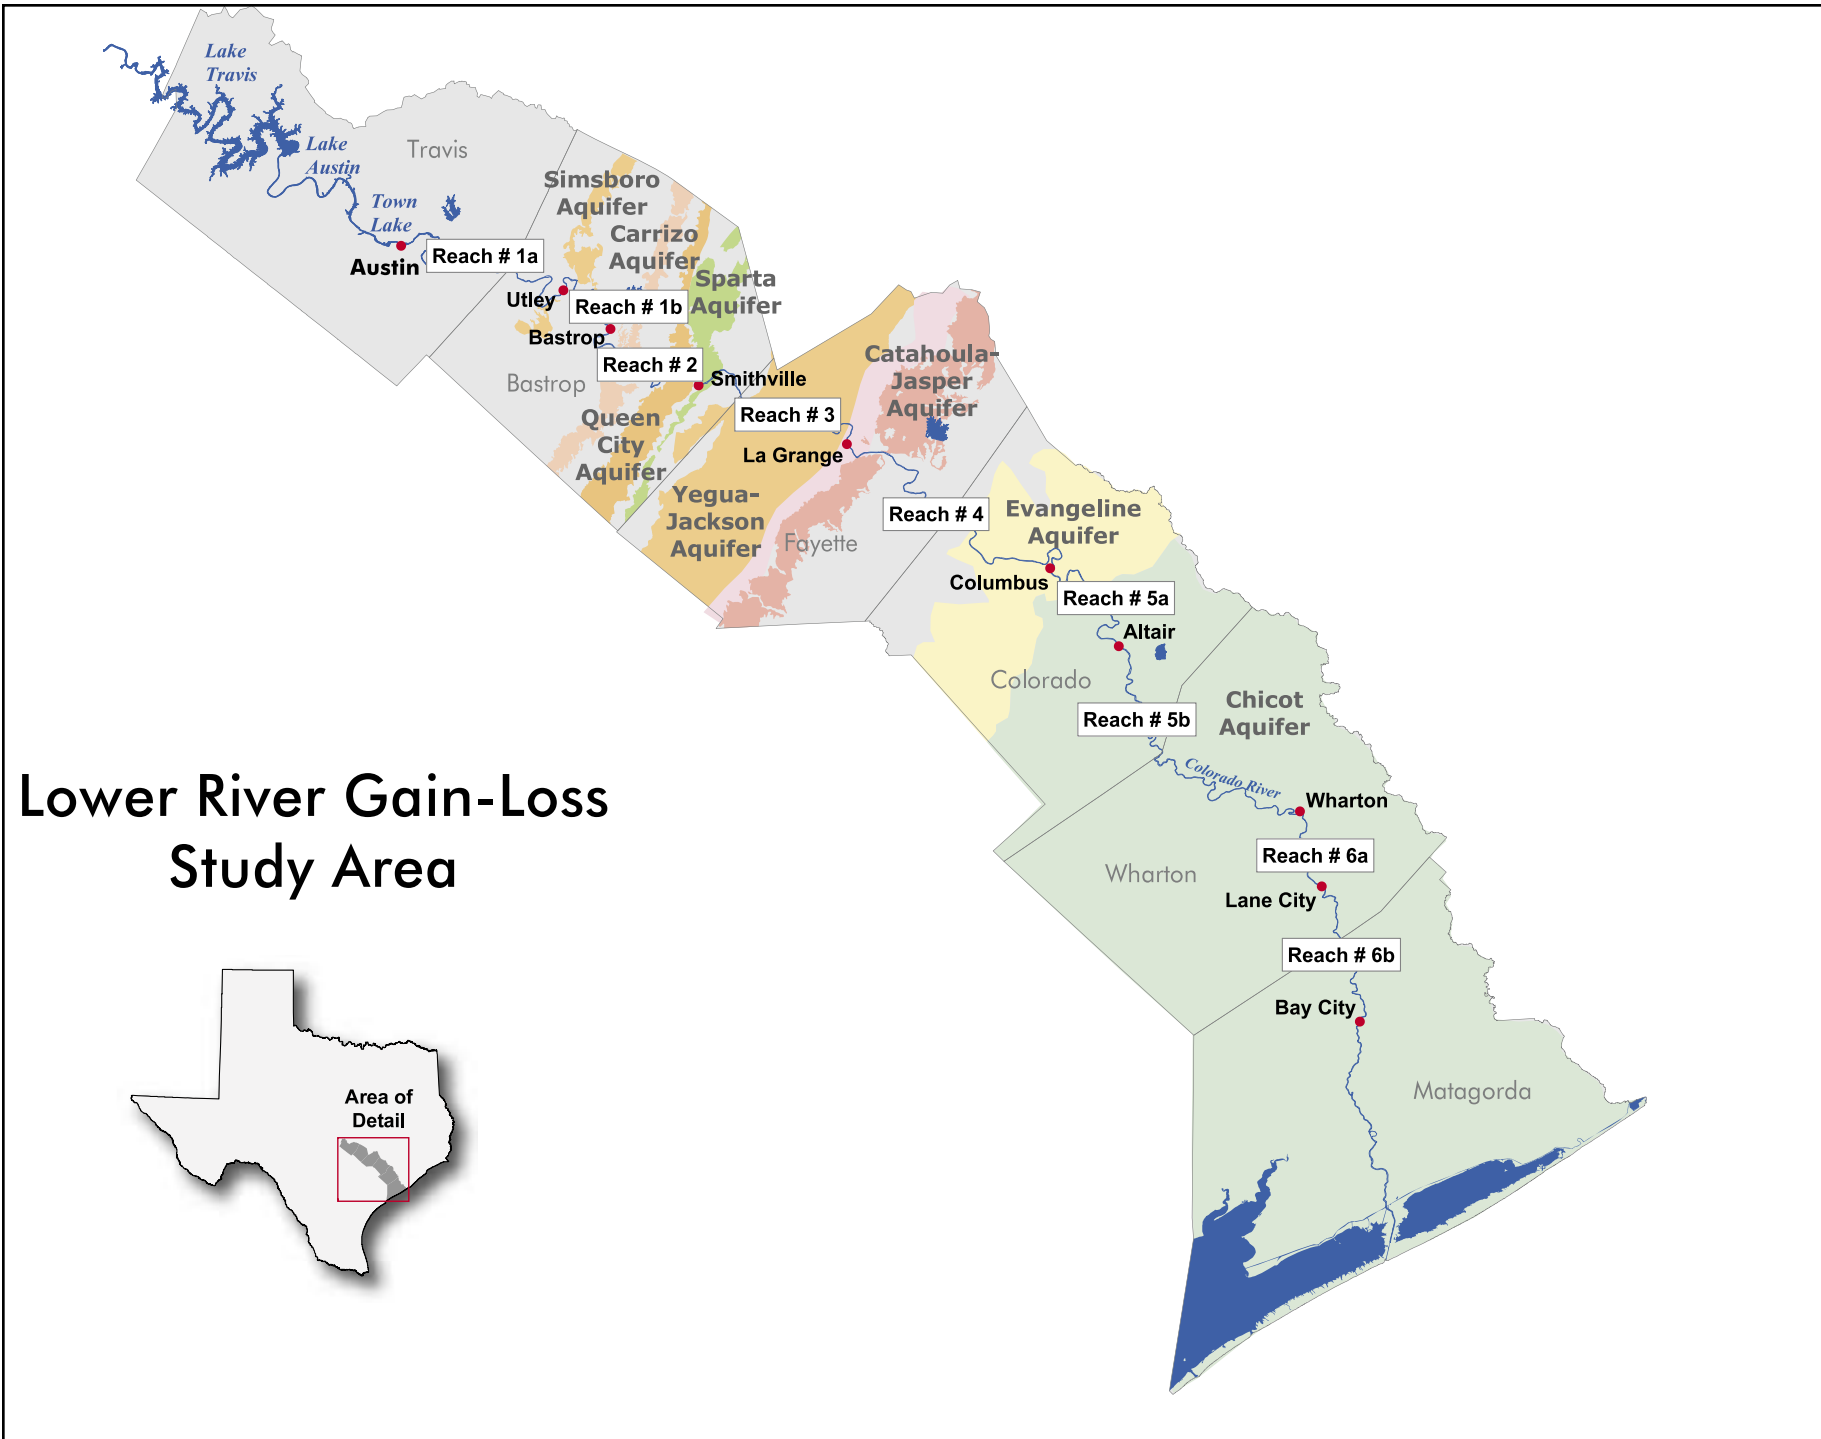 Lake
Travis
Lake
Austin
Travis
Town
Lake
Austin
Reach # 1a
Simsboro
Aquifer
Carrizo
Aquifer
Sparta
Aquifer
Utley
Reach # 1b
Bastrop
Reach # 2
Bastrop
Smithville
Queen
City
Aquifer
Reach # 3
La Grange
Catahoula-
Jasper
Aquifer
Yegua-
Jackson
Aquifer
Fayette
Reach # 4
Evangeline
Aquifer
Columbus
Reach # 5a
Altair
Colorado
Reach # 5b
Chicot
Aquifer
Colorado River
Wharton
Reach # 6a
Wharton
Lane City
Reach # 6b
Bay City
Matagorda
Lower River Gain-Loss
Study Area
Area of
Detail